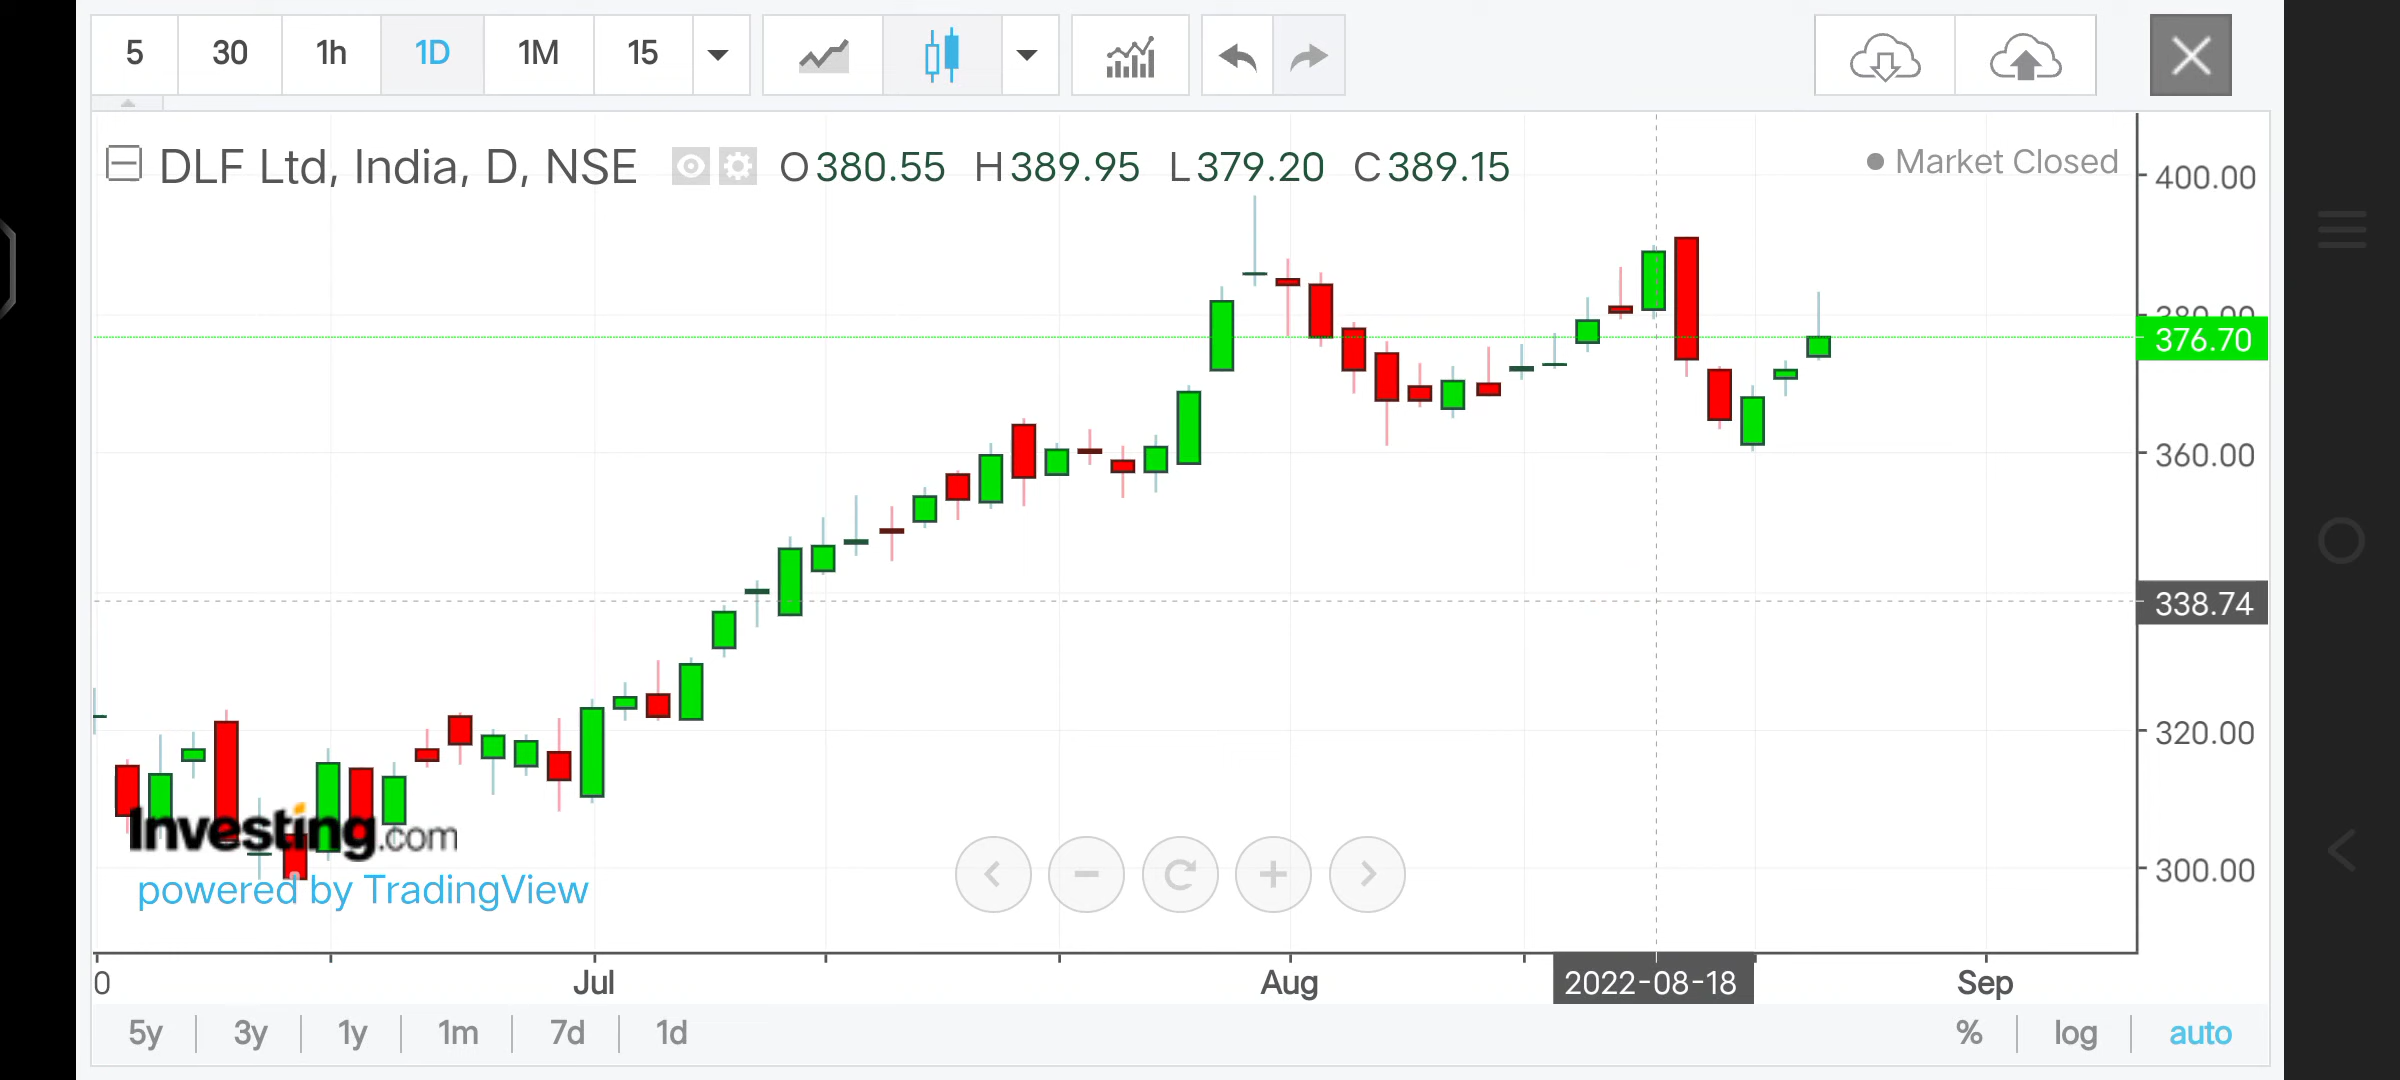 5 30 1h 1D 1M 15
DLF Ltd, India, D, NSE O380.55 H389.95 L379.20 C389.15
Market Closed
400.00
380.00
376.70
360.00
338.74
320.00
300.00
Investing.com
powered by TradingView
0 Jul Aug 2022-08-18 Sep
5y 3y 1y 1m 7d 1d % log auto